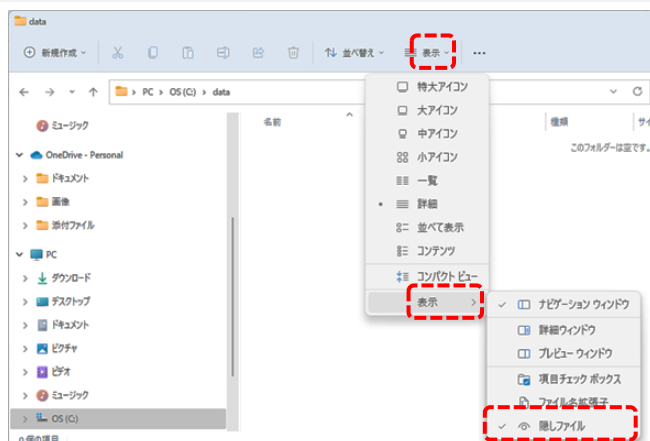 data
新規作成
並べ替え
表示
PC > OS (C:) > data
名前
種類
サイ
このフォルダーは空です。
ミュージック
OneDrive - Personal
ドキュメント
画像
添付ファイル
PC
ダウンロード
デスクトップ
ドキュメント
ピクチャ
ビデオ
ミュージック
OS (C:)
0 個の項目
特大アイコン
大アイコン
中アイコン
小アイコン
一覧
詳細
並べて表示
コンテンツ
コンパクト ビュー
表示
ナビゲーション ウィンドウ
詳細ウィンドウ
プレビュー ウィンドウ
項目チェック ボックス
ファイル名拡張子
隠しファイル